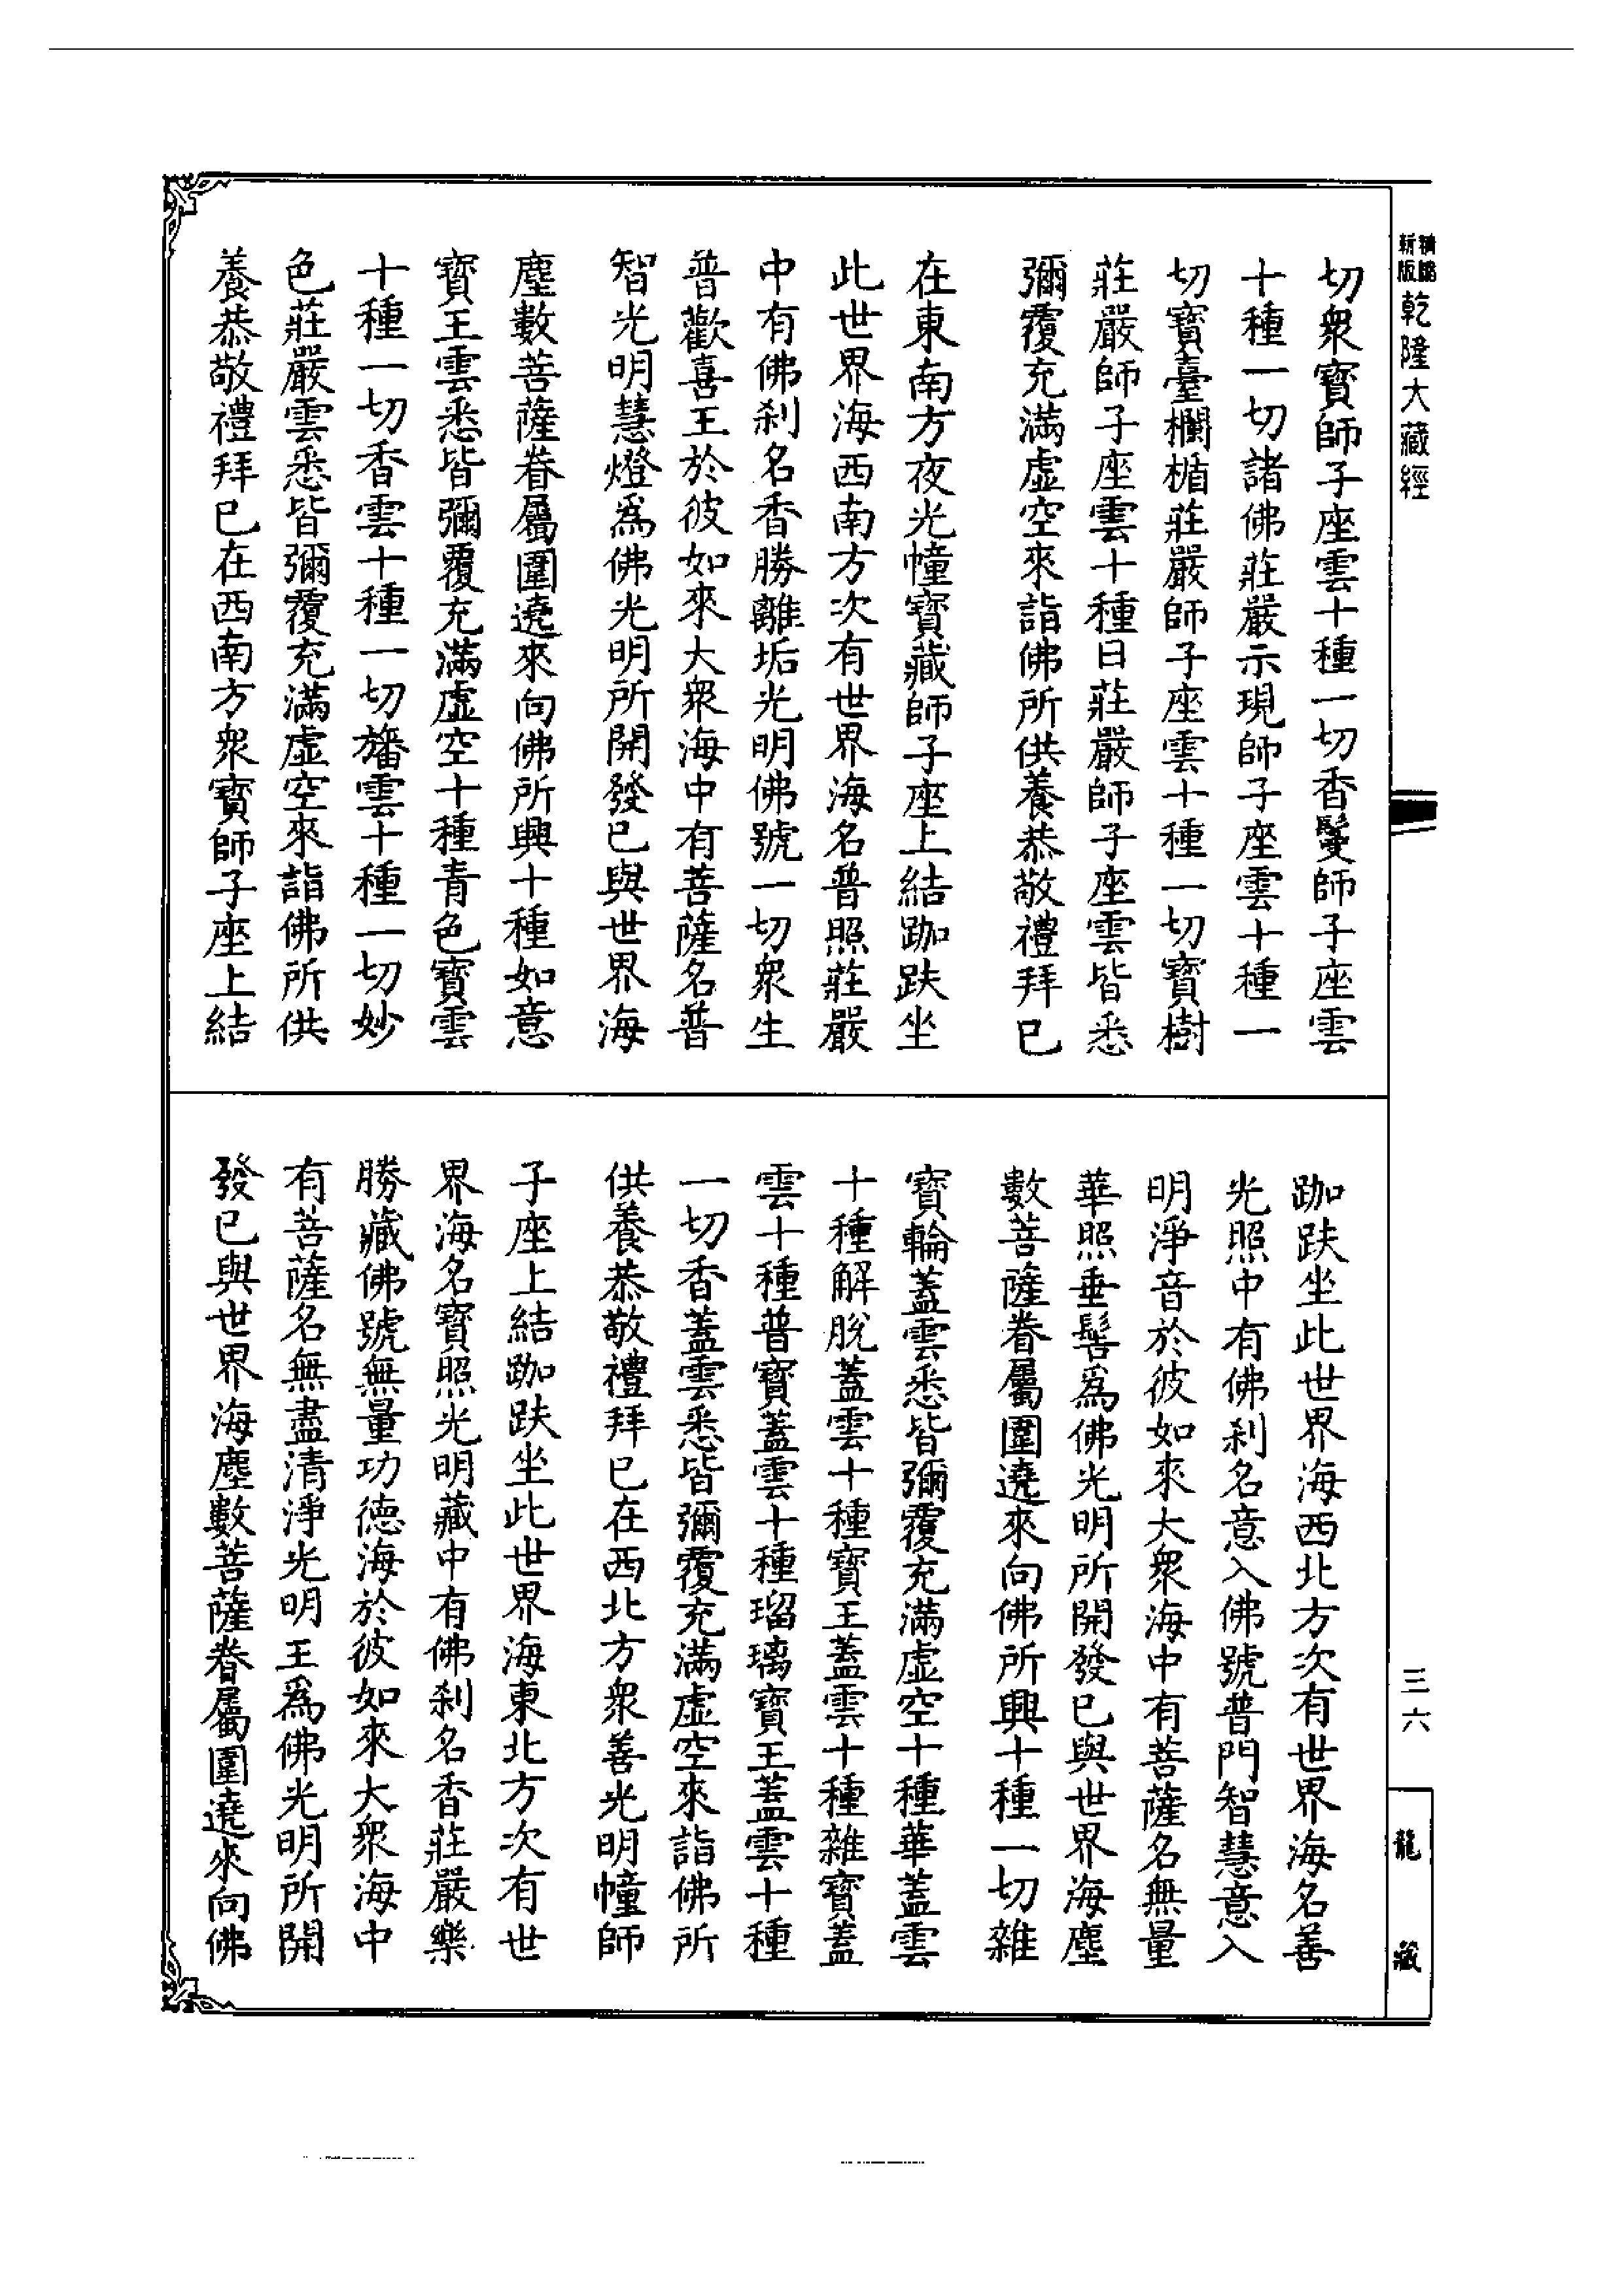 乾隆大藏經
切衆寶師子座雲十種一切香鬘師子座雲
十種一切諸佛莊嚴示現師子座雲十種一
切寶臺欄楯莊嚴師子座雲十種一切寶樹
莊嚴師子座雲十種日莊嚴師子座雲皆悉
彌覆充滿虛空來詣佛所供養恭敬禮拜已
在東南方夜光幢寶藏師子座上結跏趺坐
此世界海西南方次有世界海名普照莊嚴
中有佛刹名香勝離垢光明佛號一切衆生
普歡喜王於彼如來大衆海中有菩薩名普
智光明慧燈爲佛光明所開發已與世界海
塵數菩薩眷屬圍遶來向佛所興十種如意
寶王雲悉皆彌覆充滿虛空十種青色寶雲
十種一切香雲十種一切旛雲十種一切妙
色莊嚴雲悉皆彌覆充滿虛空來詣佛所供
養恭敬禮拜已在西南方衆寶師子座上結
跏趺坐此世界海西北方次有世界海名善
光照中有佛刹名意入佛號普門智慧意入
明淨音於彼如來大衆海中有菩薩名無量
華照垂髻爲佛光明所開發已與世界海塵
數菩薩眷屬圍遶來向佛所興十種一切雜
寶輪蓋雲悉皆彌覆充滿虛空十種華蓋雲
十種解脫蓋雲十種寶王蓋雲十種雜寶蓋
雲十種普寶蓋雲十種瑠璃寶王蓋雲十種
一切香蓋雲悉皆彌覆充滿虛空來詣佛所
供養恭敬禮拜已在西北方衆善光明幢師
子座上結跏趺坐此世界海東北方次有世
界海名寶照光明藏中有佛刹名香莊嚴樂
勝藏佛號無量功德海於彼如來大衆海中
有菩薩名無盡清淨光明王爲佛光明所開
發已與世界海塵數菩薩眷屬圍遶來向佛
三六
龍藏